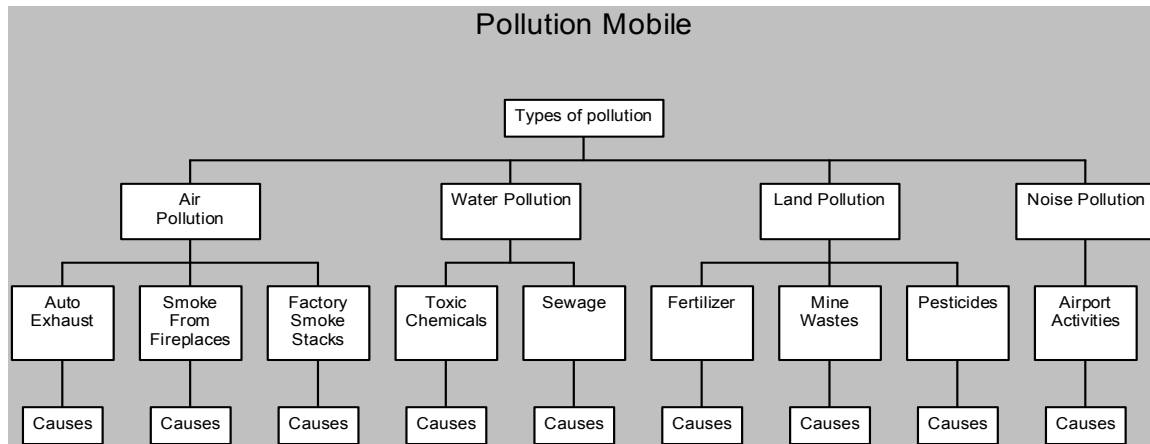 Pollution Mobile
Types of pollution
Air
Pollution
Water Pollution
Land Pollution
Noise Pollution
Auto
Exhaust
Smoke
From
Fireplaces
Factory
Smoke
Stacks
Toxic
Chemicals
Sewage
Fertilizer
Mine
Wastes
Pesticides
Airport
Activities
Causes
Causes
Causes
Causes
Causes
Causes
Causes
Causes
Causes